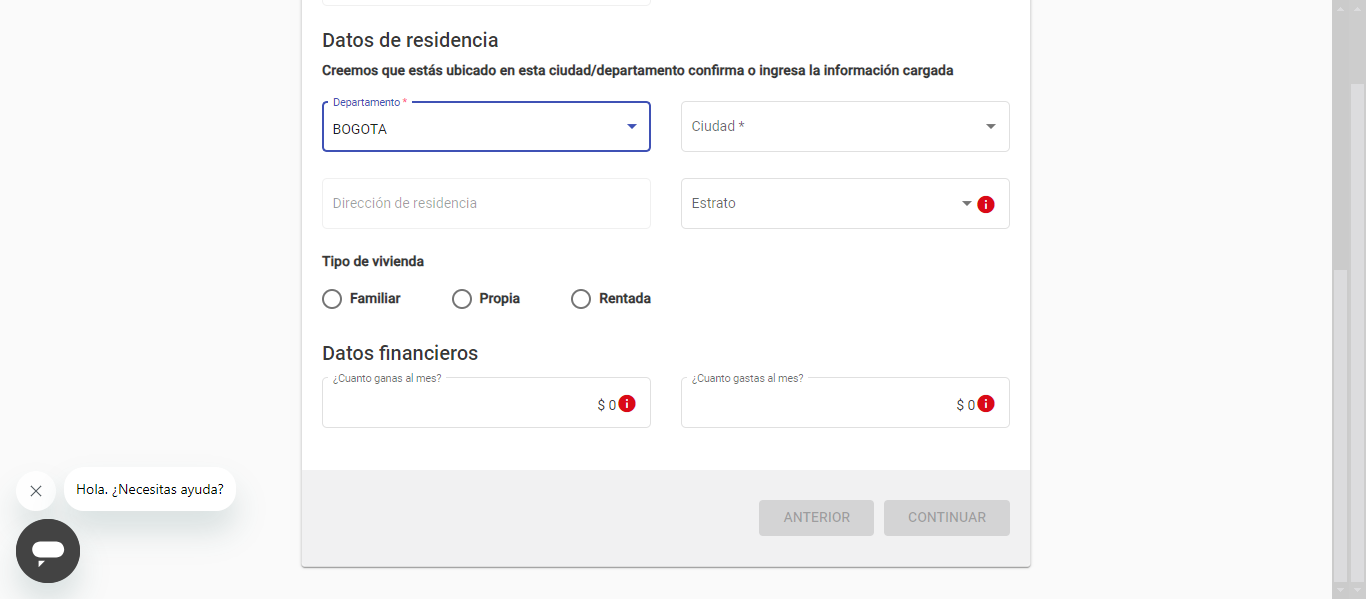 Datos de residencia
Creemos que estás ubicado en esta ciudad/departamento confirma o ingresa la información cargada
Departamento *
BOGOTA
Ciudad *
Dirección de residencia
Estrato
Tipo de vivienda
Familiar
Propia
Rentada
Datos financieros
¿Cuanto ganas al mes?
$ 0
¿Cuanto gastas al mes?
$ 0
ANTERIOR
CONTINUAR
Hola. ¿Necesitas ayuda?